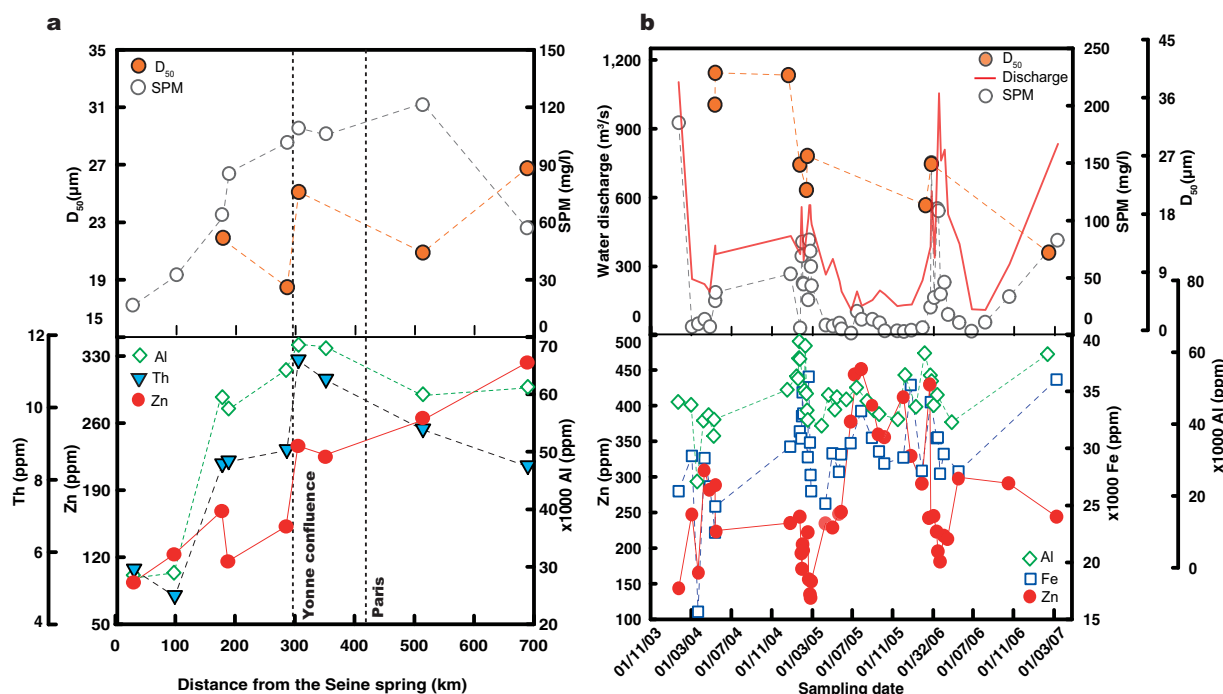 a
35
31
27
23
19
15
D50(µm)
D50
SPM
150
120
90
60
30
0
SPM (mg/l)
12
10
8
6
4
Th (ppm)
330
260
190
120
50
Zn (ppm)
Al
Th
Zn
Yonne confluence
Paris
70
60
50
40
30
20
x1000 Al (ppm)
0 100 200 300 400 500 600 700
Distance from the Seine spring (km)
b
1,200
900
600
300
0
Water discharge (m³/s)
D50
Discharge
SPM
250
200
150
100
50
0
SPM (mg/l)
45
36
27
18
9
0
D50(µm)
500
450
400
350
300
250
200
150
100
Zn (ppm)
Al
Fe
Zn
40
35
30
25
20
15
x1000 Fe (ppm)
80
60
40
20
0
x1000 Al (ppm)
01/11/03 01/03/04 01/07/04 01/11/04 01/03/05 01/07/05 01/11/05 01/32/06 01/07/06 01/11/06 01/03/07
Sampling date